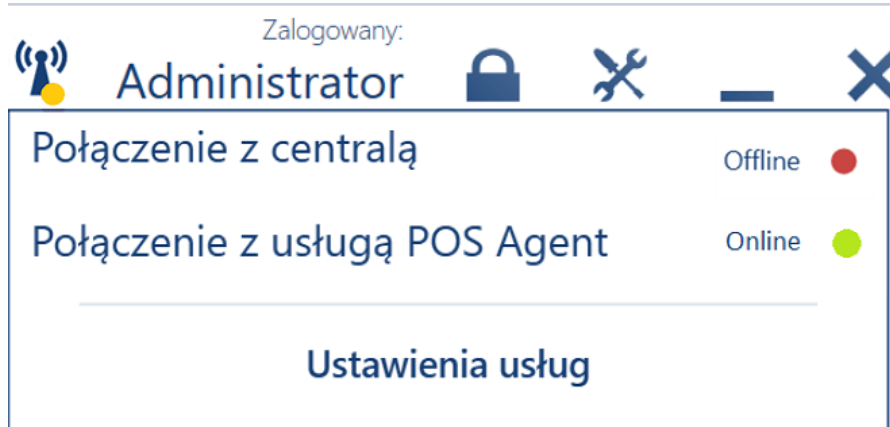 Zalogowany:
Administrator
Połączenie z centralą Offline
Połączenie z usługą POS Agent Online
Ustawienia usług